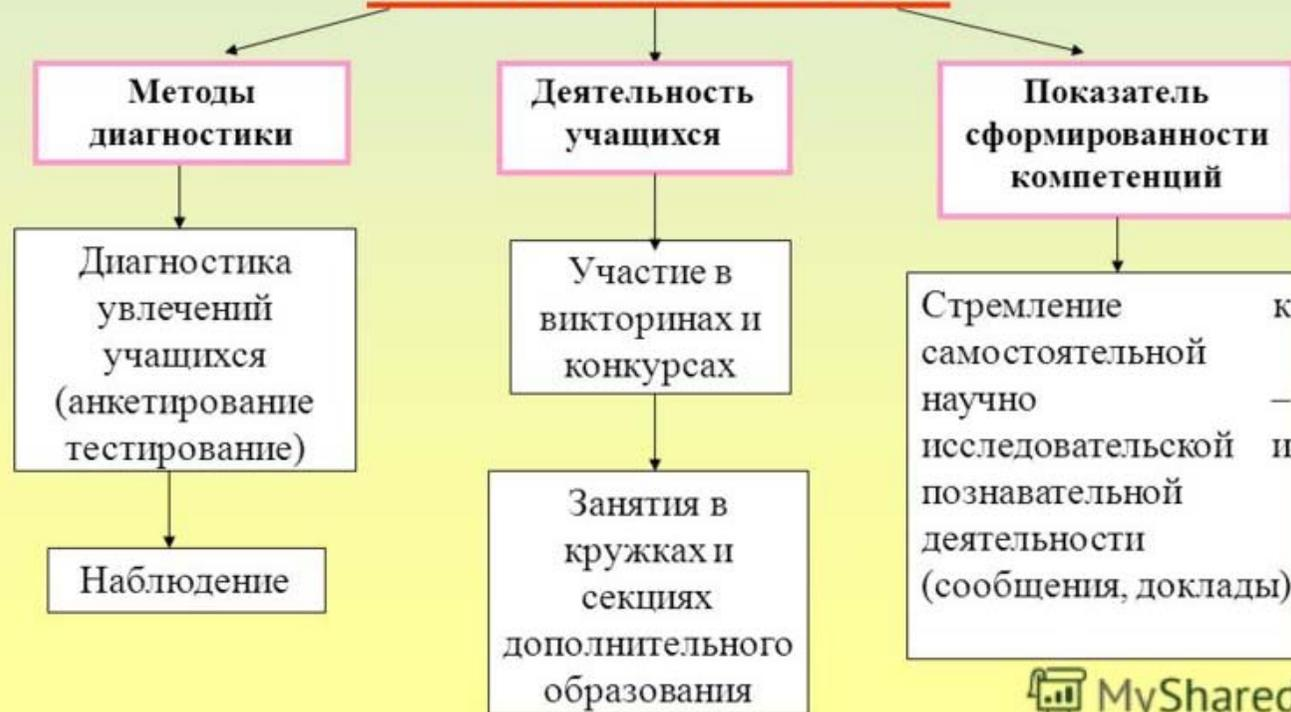 Методы
диагностики
Диагностика
увлечений
учащихся
(анкетирование
тестирование)
Наблюдение
Деятельность
учащихся
Участие в
викторинах и
конкурсах
Занятия в
кружках и
секциях
дополнительного
образования
Показатель
сформированности
компетенций
Стремление к
самостоятельной
научно –
исследовательской и
познавательной
деятельности
(сообщения, доклады)
MyShared